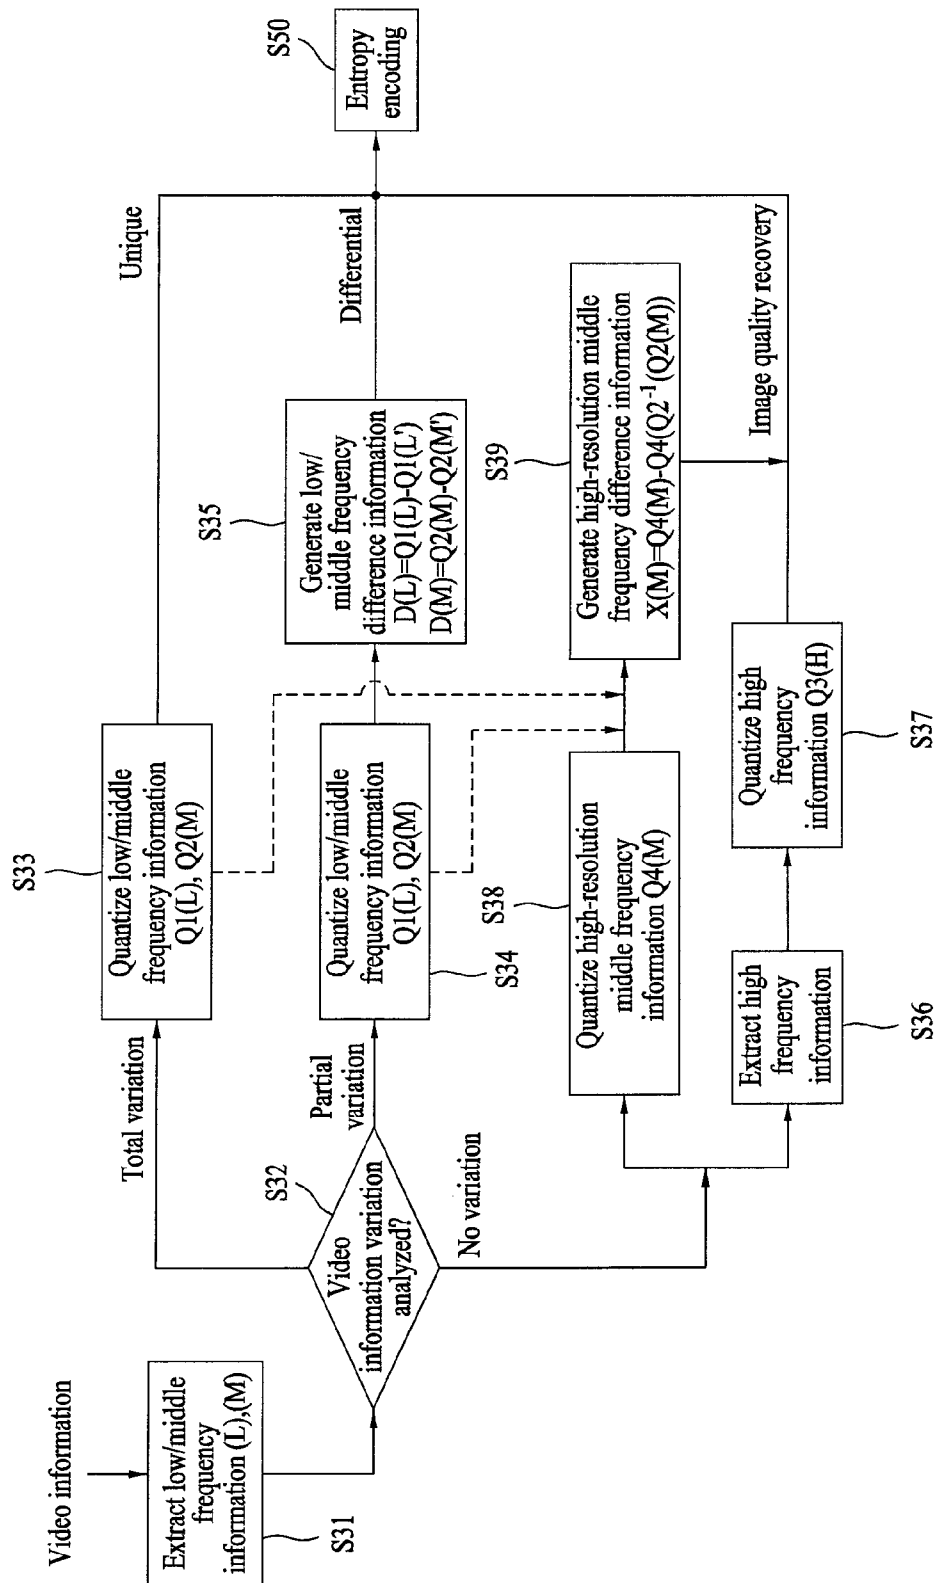 Video information
Extract low/middle
frequency
information (L),(M)
S31
Video
information variation
analyzed?
S32
Total variation
Partial
variation
No variation
S33
Quantize low/middle
frequency information
Q1(L), Q2(M)
Quantize low/middle
frequency information
Q1(L), Q2(M)
S34
S35
Generate low/
middle frequency
difference information
D(L)=Q1(L)-Q1(L')
D(M)=Q2(M)-Q2(M')
S38
Quantize high-resolution
middle frequency
information Q4(M)
S39
Generate high-resolution middle
frequency difference information
X(M)=Q4(M)-Q4(Q2⁻¹(Q2(M))
Extract high
frequency
information
S36
Quantize high
frequency
information Q3(H)
S37
Unique
Differential
Image quality recovery
S50
Entropy
encoding